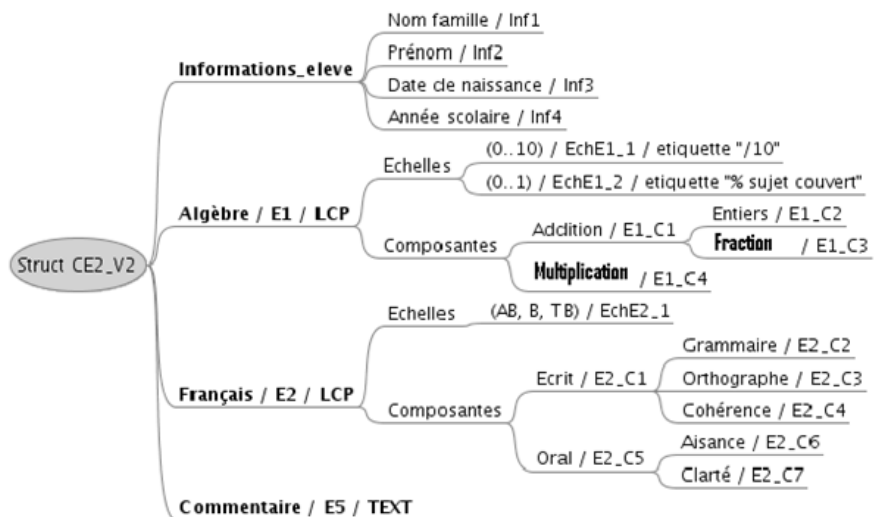 Struct CE2_V2
Informations_eleve
Nom famille / Inf1
Prénom / Inf2
Date de naissance / Inf3
Année scolaire / Inf4
Algèbre / E1 / LCP
Echelles
(0..10) / EchE1_1 / etiquette "/10"
(0..1) / EchE1_2 / etiquette "% sujet couvert"
Composantes
Addition / E1_C1
Entiers / E1_C2
Fraction / E1_C3
Multiplication / E1_C4
Français / E2 / LCP
Echelles
(AB, B, TB) / EchE2_1
Composantes
Ecrit / E2_C1
Grammaire / E2_C2
Orthographe / E2_C3
Cohérence / E2_C4
Oral / E2_C5
Aisance / E2_C6
Clarté / E2_C7
Commentaire / E5 / TEXT